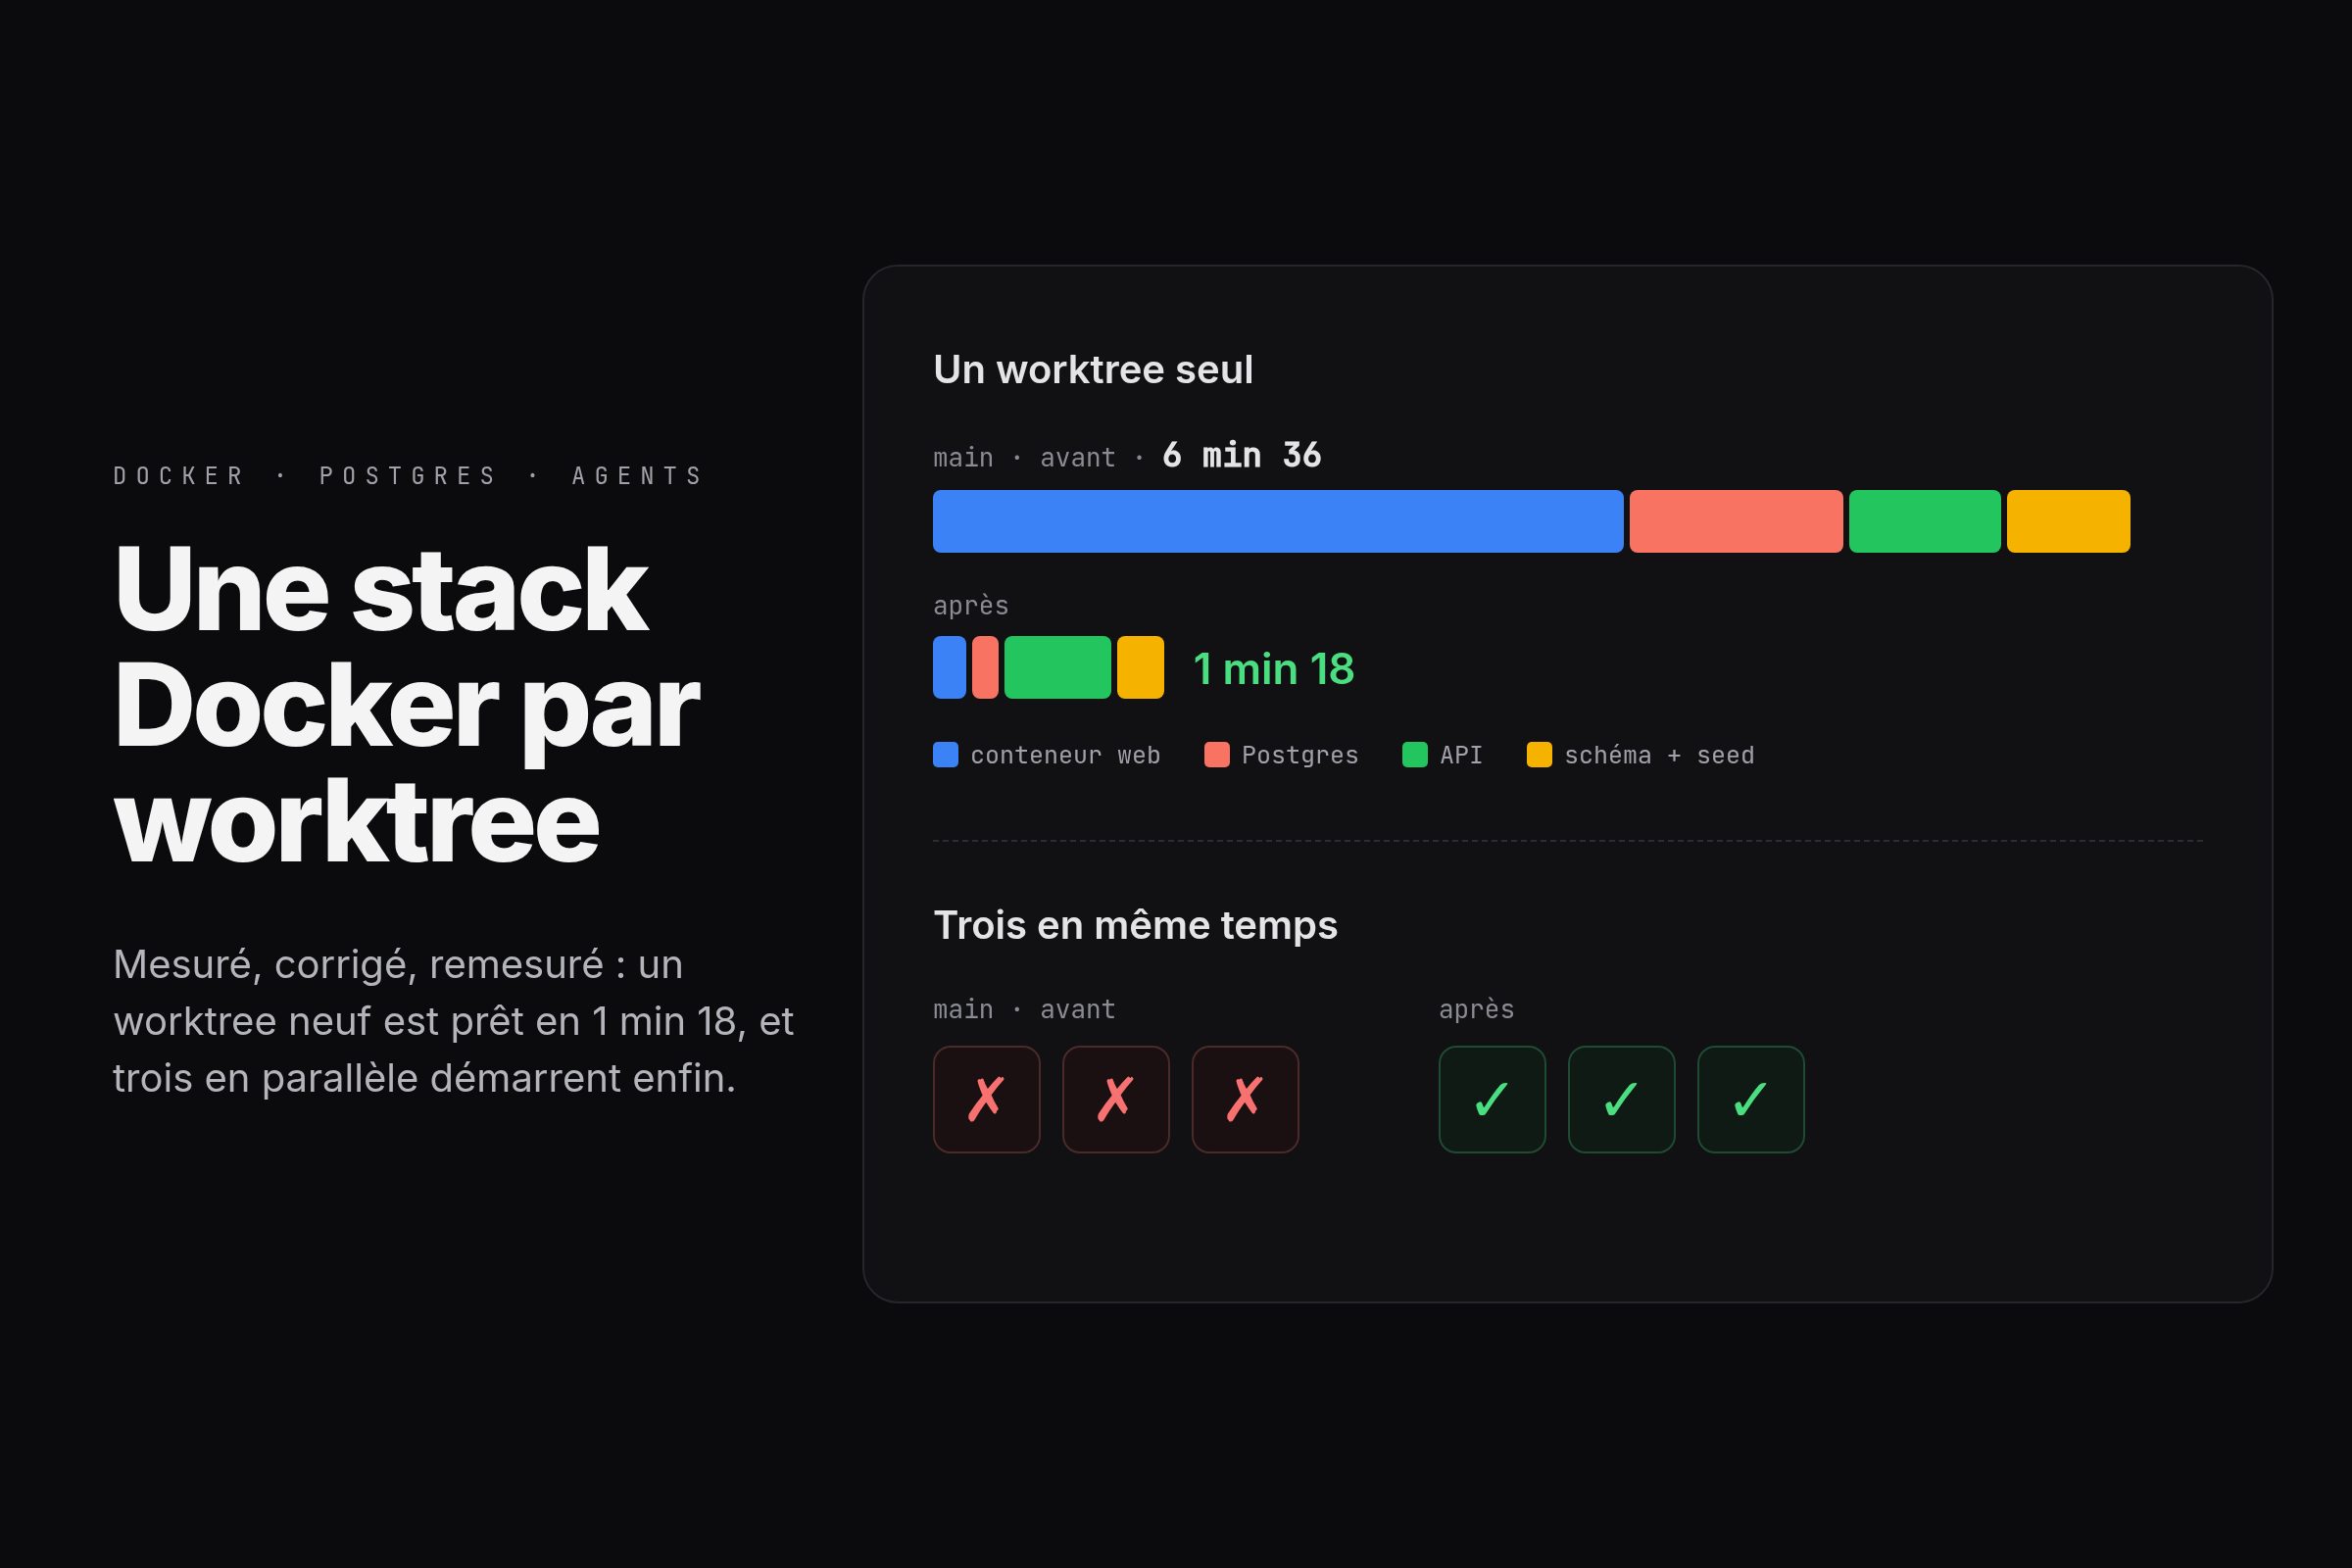 DOCKER · POSTGRES · AGENTS
Une stack
Docker par
worktree
Mesuré, corrigé, remesuré : un
worktree neuf est prêt en 1 min 18, et
trois en parallèle démarrent enfin.
Un worktree seul
main · avant · 6 min 36
après
1 min 18
conteneur web Postgres API schéma + seed
Trois en même temps
main · avant après
✗ ✗ ✗ ✓ ✓ ✓